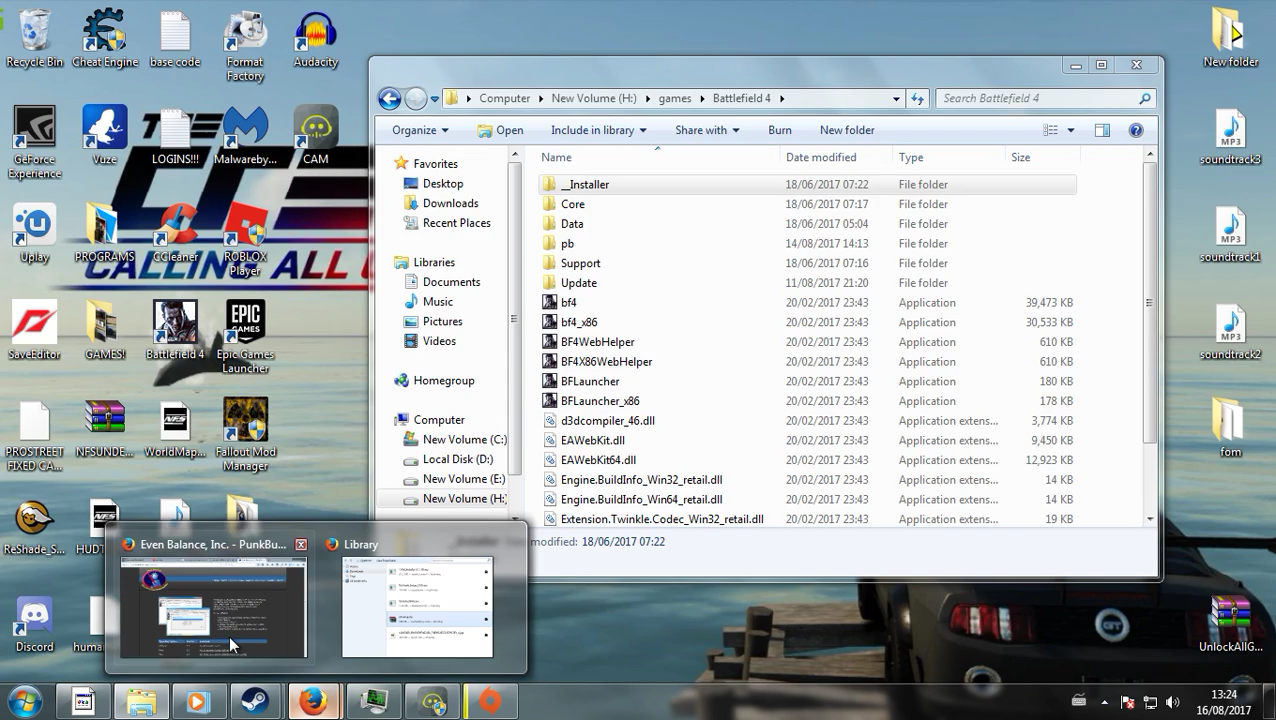 Recycle Bin
Cheat Engine
base code
Format
Factory
Audacity
New folder
GeForce
Experience
Vuze
LOGINS!!!
Malwareby...
CAM
soundtrack3
THE
CALLING ALL
Uplay
PROGRAMS
CCleaner
ROBLOX
Player
soundtrack1
SaveEditor
GAMES!
Battlefield 4
EPIC
GAMES
Epic Games
Launcher
soundtrack2
PROSTREET
FIXED CA...
NFSUNDE...
WorldMap...
Fallout Mod
Manager
fom
ReShade_S...
HUDT
Discord
huma
UnlockAllG...
Computer
New Volume (H:)
games
Battlefield 4
Search Battlefield 4
Organize
Open
Include in library
Share with
Burn
New folder
Favorites
Desktop
Downloads
Recent Places
Libraries
Documents
Music
Pictures
Videos
Homegroup
Computer
New Volume (C:)
Local Disk (D:)
New Volume (E:)
New Volume (H:
Name Date modified Type Size
__Installer 18/06/2017 07:22 File folder
Core 18/06/2017 07:17 File folder
Data 18/06/2017 05:04 File folder
pb 14/08/2017 14:12 File folder
Support 18/06/2017 07:16 File folder
Update 11/08/2017 21:20 File folder
bf4 20/02/2017 23:43 Application 39,473 KB
bf4_x86 20/02/2017 23:43 Application 30,533 KB
BF4WebHelper 20/02/2017 23:43 Application 610 KB
BF4X86WebHelper 20/02/2017 23:43 Application 610 KB
BFLauncher 20/02/2017 23:43 Application 180 KB
BFLauncher_x86 20/02/2017 23:43 Application 178 KB
d3dcompiler_46.dll 20/02/2017 23:43 Application extens...
EAWebKit.dll 20/02/2017 23:43 Application extens...
20/02/2017 23:43 Application extens... 12,923 KB
Engine.BuildInfo_Win32_retail.dll 20/02/2017 23:43 Application extens... 14 KB
Engine.BuildInfo_Win64_retail.dll 20/02/2017 23:43 Application extens... 14 KB
Extension.Twinkle.Codec_Win32_retail.dll 20/02/2017 23:43 Application extens... 19 KB
modified: 18/06/2017 07:22
Even Balance, Inc. - PunkBu...
Library
13:24
16/08/2017